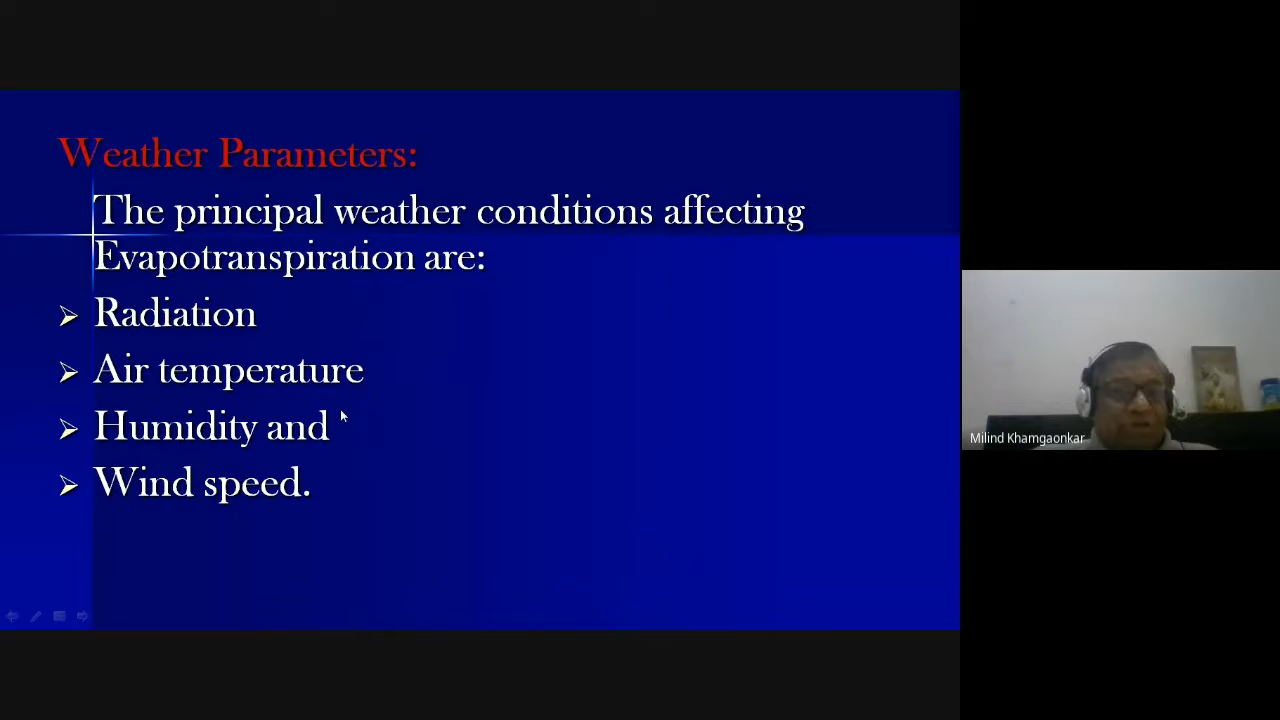 Weather Parameters:
The principal weather conditions affecting
Evapotranspiration are:
Radiation
Air temperature
Humidity and
Wind speed.
Milind Khamgaonkar